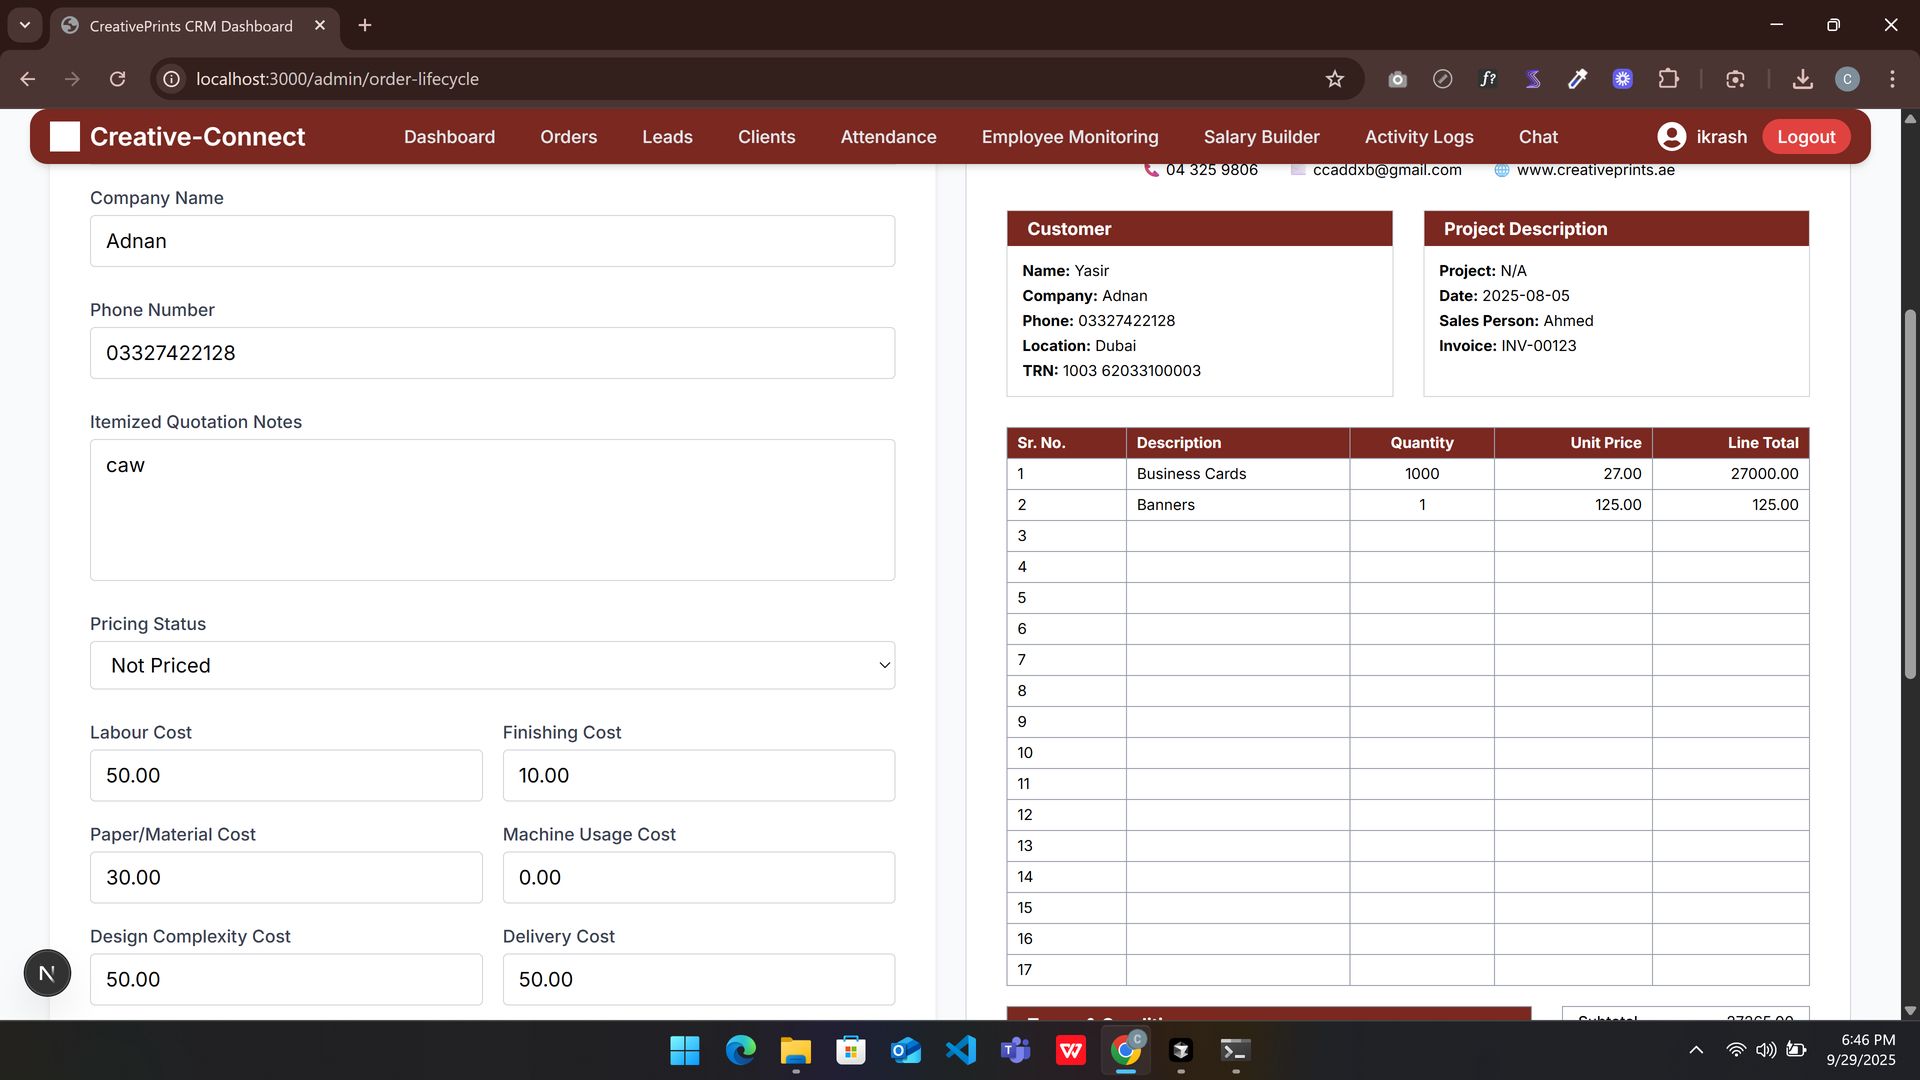 CreativePrints CRM Dashboard
localhost:3000/admin/order-lifecycle
f?
C
Creative-Connect
Dashboard
Orders
Leads
Clients
Attendance
Employee Monitoring
Salary Builder
Activity Logs
Chat
ikrash
Logout
Company Name
Adnan
Phone Number
03327422128
Itemized Quotation Notes
caw
Pricing Status
Not Priced
Labour Cost
Finishing Cost
50.00
10.00
Paper/Material Cost
Machine Usage Cost
30.00
0.00
Design Complexity Cost
Delivery Cost
50.00
50.00
N
04 325 9806
ccaddxb@gmail.com
www.creativeprints.ae
Customer
Name: Yasir
Company: Adnan
Phone: 03327422128
Location: Dubai
TRN: 1003 62033100003
Project Description
Project: N/A
Date: 2025-08-05
Sales Person: Ahmed
Invoice: INV-00123
Sr. No. Description Quantity Unit Price Line Total
1 Business Cards 1000 27.00 27000.00
2 Banners 1 125.00 125.00
3
4
5
6
7
8
9
10
11
12
13
14
15
16
17
Subtotal
C
6:46 PM
9/29/2025